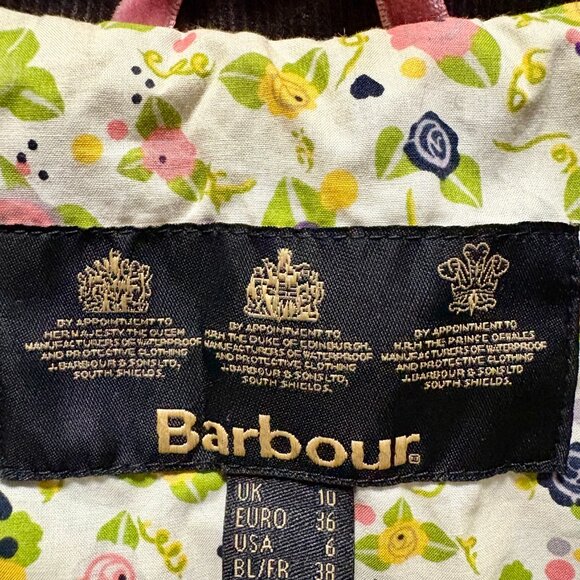 BY APPOINTMENT TO
HER MAJESTY THE QUEEN
MANUFACTURERS OF WATERPROOF
AND PROTECTIVE CLOTHING
J. BARBOUR & SONS LTD,
SOUTH SHIELDS.
BY APPOINTMENT TO
H.R.H. THE DUKE OF EDINBURGH,
MANUFACTURERS OF WATERPROOF
AND PROTECTIVE CLOTHING
J. BARBOUR & SONS LTD,
SOUTH SHIELDS.
BY APPOINTMENT TO
H.R.H. THE PRINCE OF WALES
MANUFACTURERS OF WATERPROOF
AND PROTECTIVE CLOTHING
J. BARBOUR & SONS LTD
SOUTH SHIELDS.
Barbour
UK 10
EURO 36
USA 6
BL/FR 38